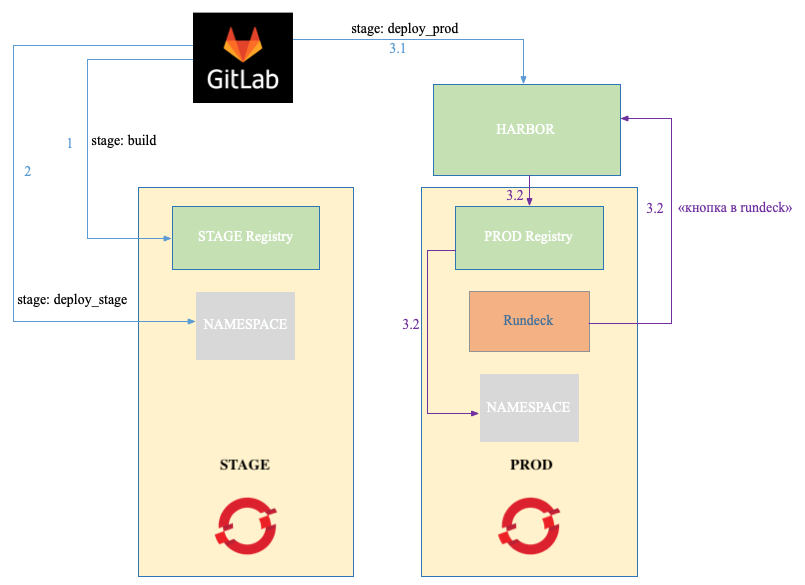 stage: deploy_prod
3.1
GitLab
HARBOR
1
stage: build
2
3.2
3.2
«кнопка в rundeck»
STAGE Registry
PROD Registry
stage: deploy_stage
NAMESPACE
3.2
Rundeck
NAMESPACE
STAGE
PROD